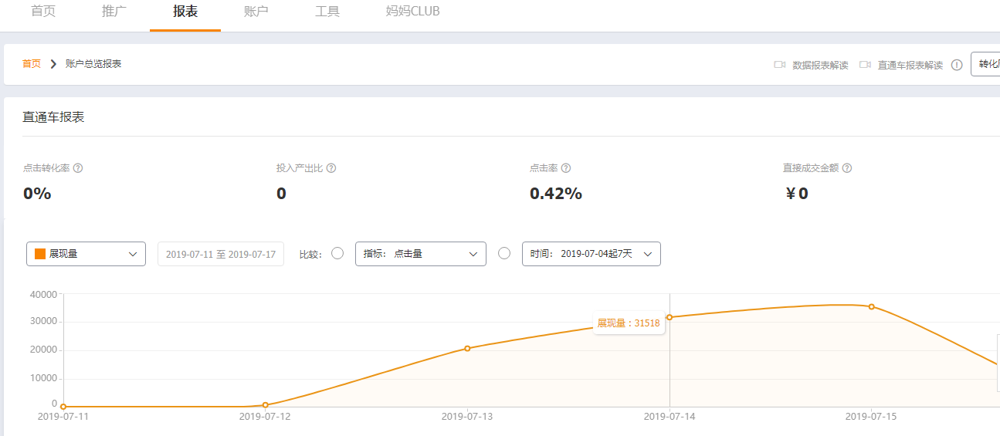 首页 推广 报表 账户 工具 妈妈CLUB
首页 账户总览报表 数据报表解读 直通车报表解读
直通车报表
点击转化率 投入产出比 点击率 直接成交金额
0% 0 0.42% ¥0
展现量 2019-07-11 至 2019-07-17 比较： 指标： 点击量 时间： 2019-07-04起7天
40000
30000
展现量 : 31518
20000
10000
0
2019-07-11 2019-07-12 2019-07-13 2019-07-14 2019-07-15